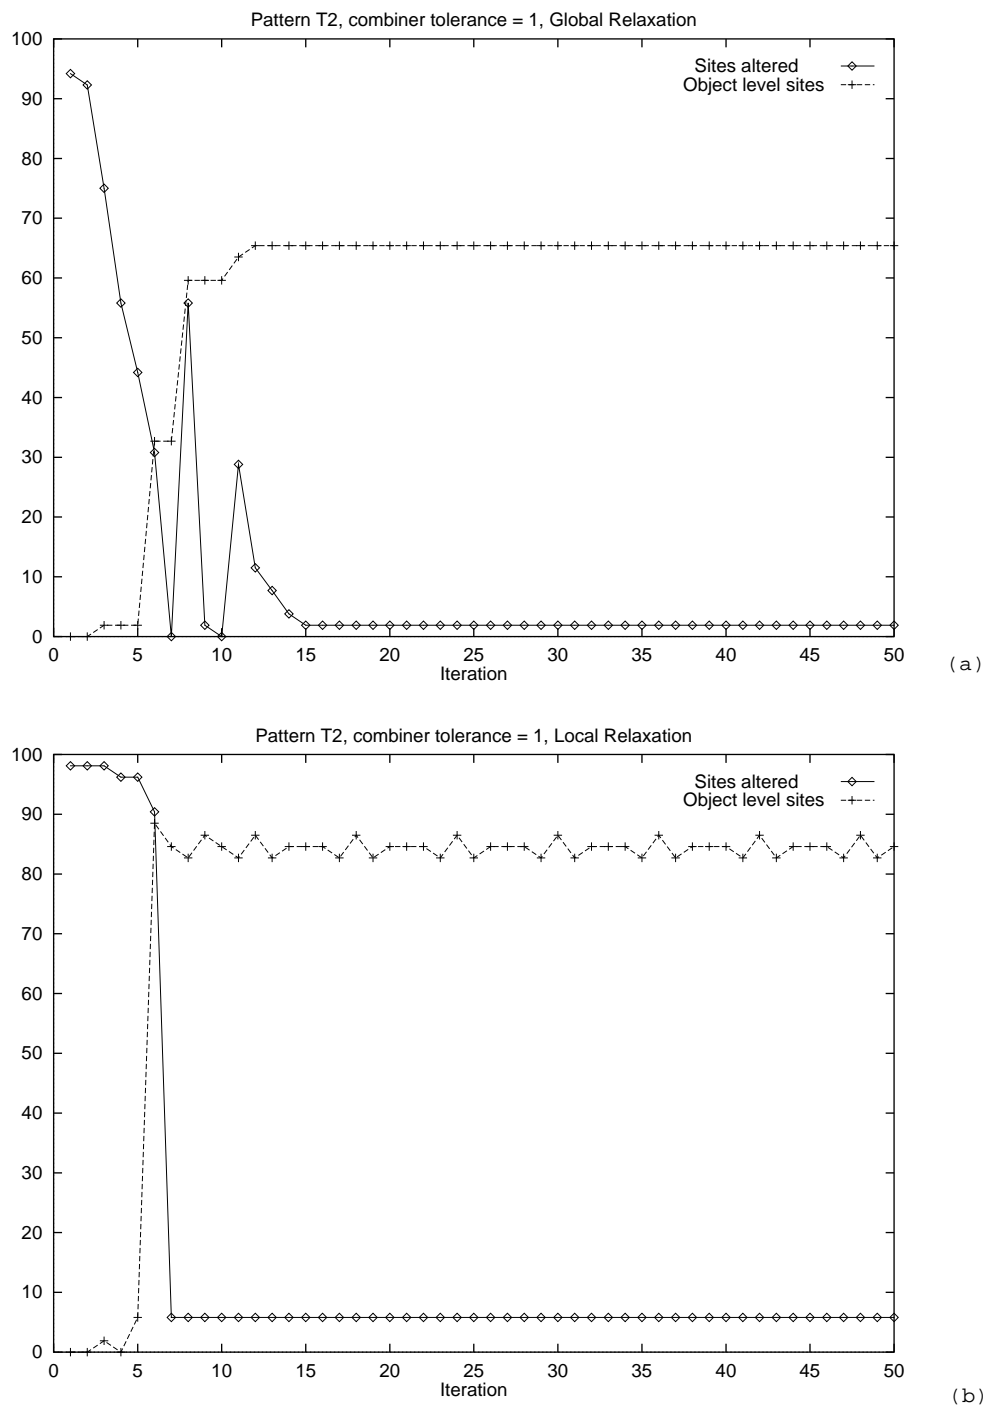 Pattern T2, combiner tolerance = 1, Global Relaxation
100
90
80
70
60
50
40
30
20
10
0
Sites altered
Object level sites
0 5 10 15 20 25 30 35 40 45 50
Iteration
(a)
Pattern T2, combiner tolerance = 1, Local Relaxation
100
90
80
70
60
50
40
30
20
10
0
Sites altered
Object level sites
0 5 10 15 20 25 30 35 40 45 50
Iteration
(b)